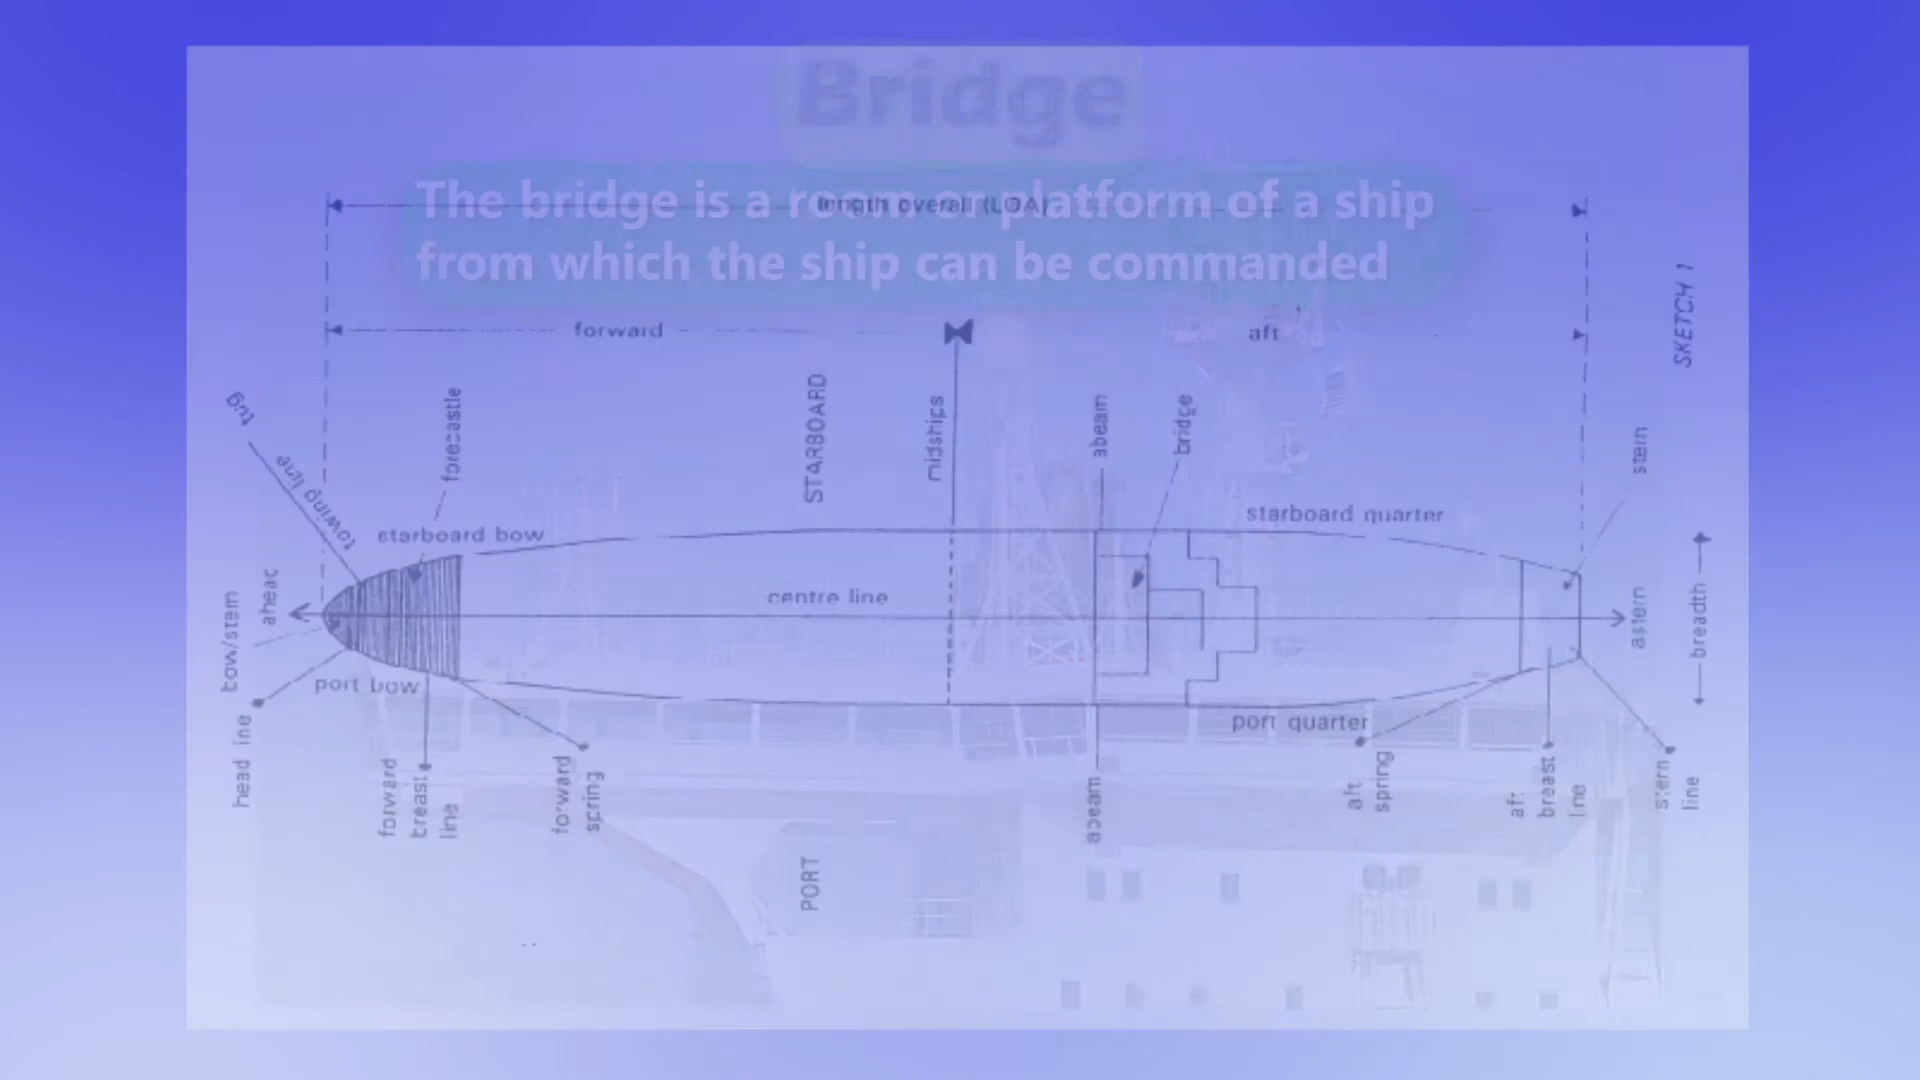 Bridge
The bridge is a room or platform of a ship
from which the ship can be commanded
length overall (LOA)
forward
aft
SKETCH 1
tug
towing line
forecastle
STARBOARD
midships
abeam
bridge
stern
starboard bow
starboard quarter
bow/stem
ahead
centre line
astern
breadth
port bow
port quarter
head line
forward
breast
line
forward
spring
abeam
aft
spring
aft
breast
line
stern
line
PORT